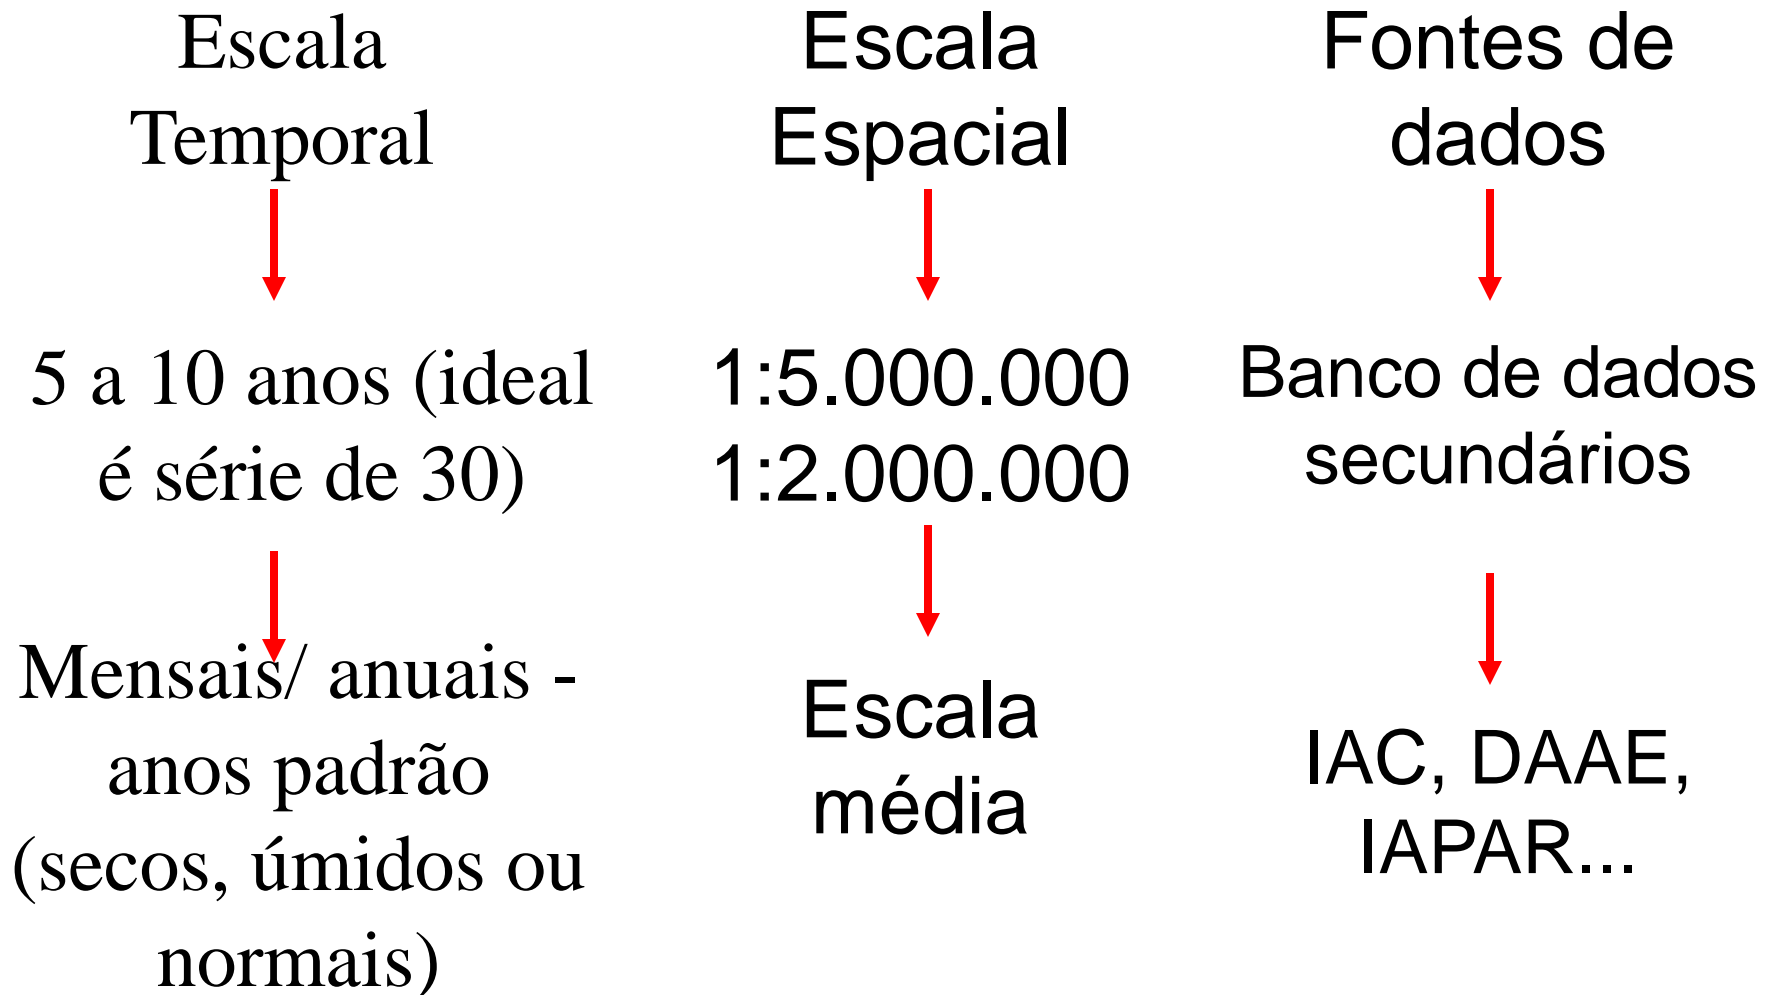 Escala
Temporal
5 a 10 anos (ideal
é série de 30)
Mensais/ anuais -
anos padrão
(secos, úmidos ou
normais)
Escala
Espacial
1:5.000.000
1:2.000.000
Escala
média
Fontes de
dados
Banco de dados
secundários
IAC, DAAE,
IAPAR...